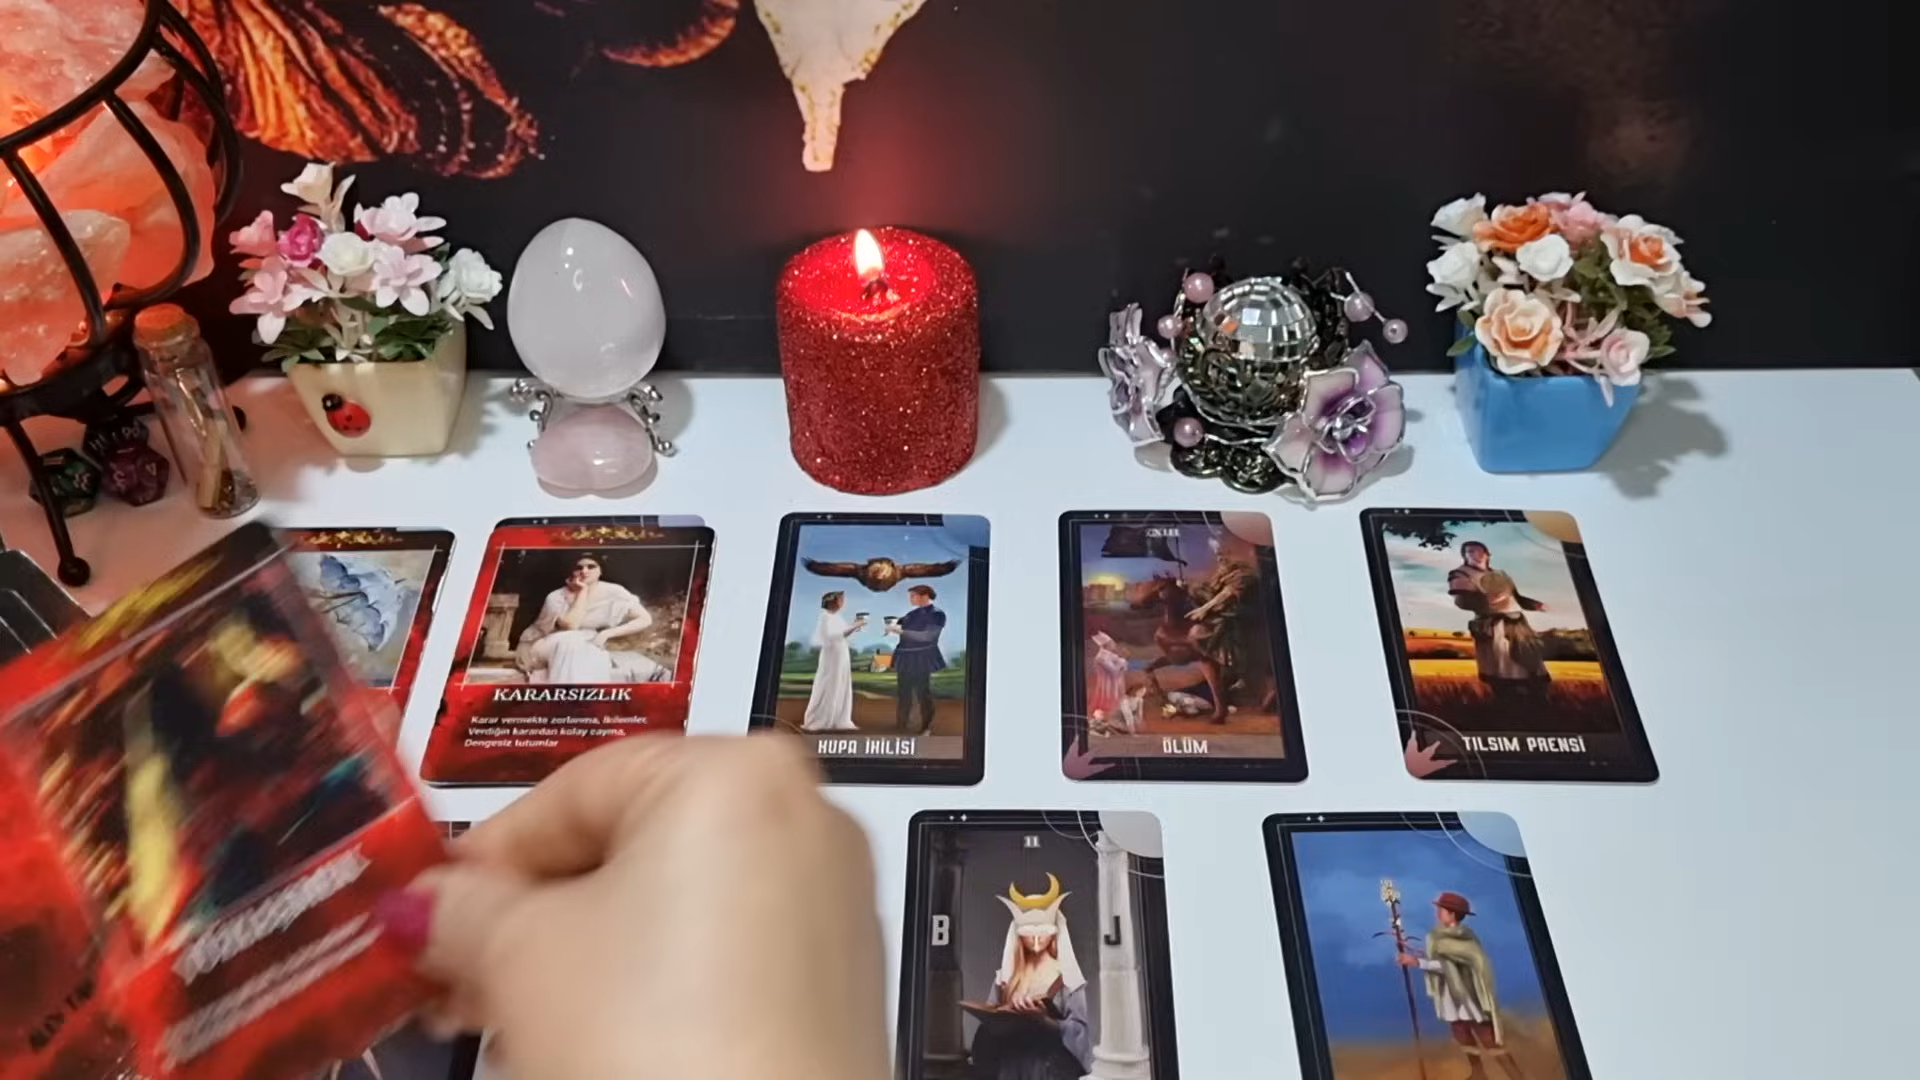 KARARSIZLIK
Karar vermekte zorlanma, İkilemler,
Verdiğin karardan kolay cayma,
Dengesiz tutumlar
KUPA İKİLİSİ
XIII
ÖLÜM
TILSIM PRENSİ
II
B J